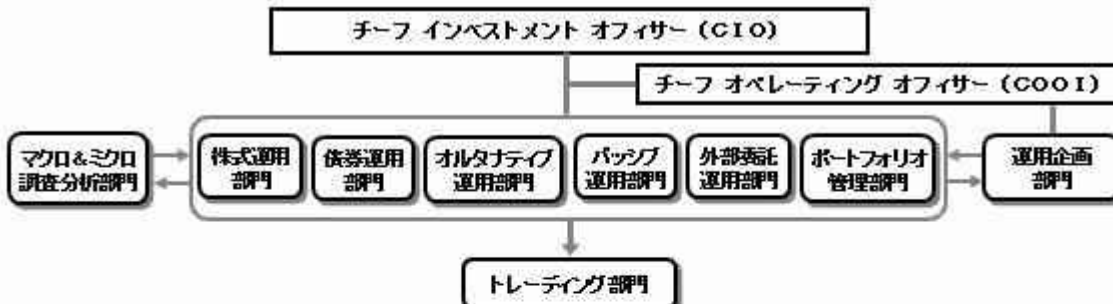 チーフ インベストメント オフィサー（CIO）
チーフ オペレーティング オフィサー（COOI）
マクロ＆ミクロ
調査分析部門
株式運用
部門
債券運用
部門
オルタナティブ
運用部門
パッシブ
運用部門
外部委託
運用部門
ポートフォリオ
管理部門
運用企画
部門
トレーディング部門